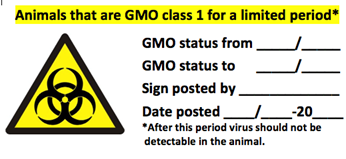 Animals that are GMO class 1 for a limited period*
GMO status from _____/_____
GMO status to _____/_____
Sign posted by _____________
Date posted ____/____-20____
*After this period virus should not be
detectable in the animal.